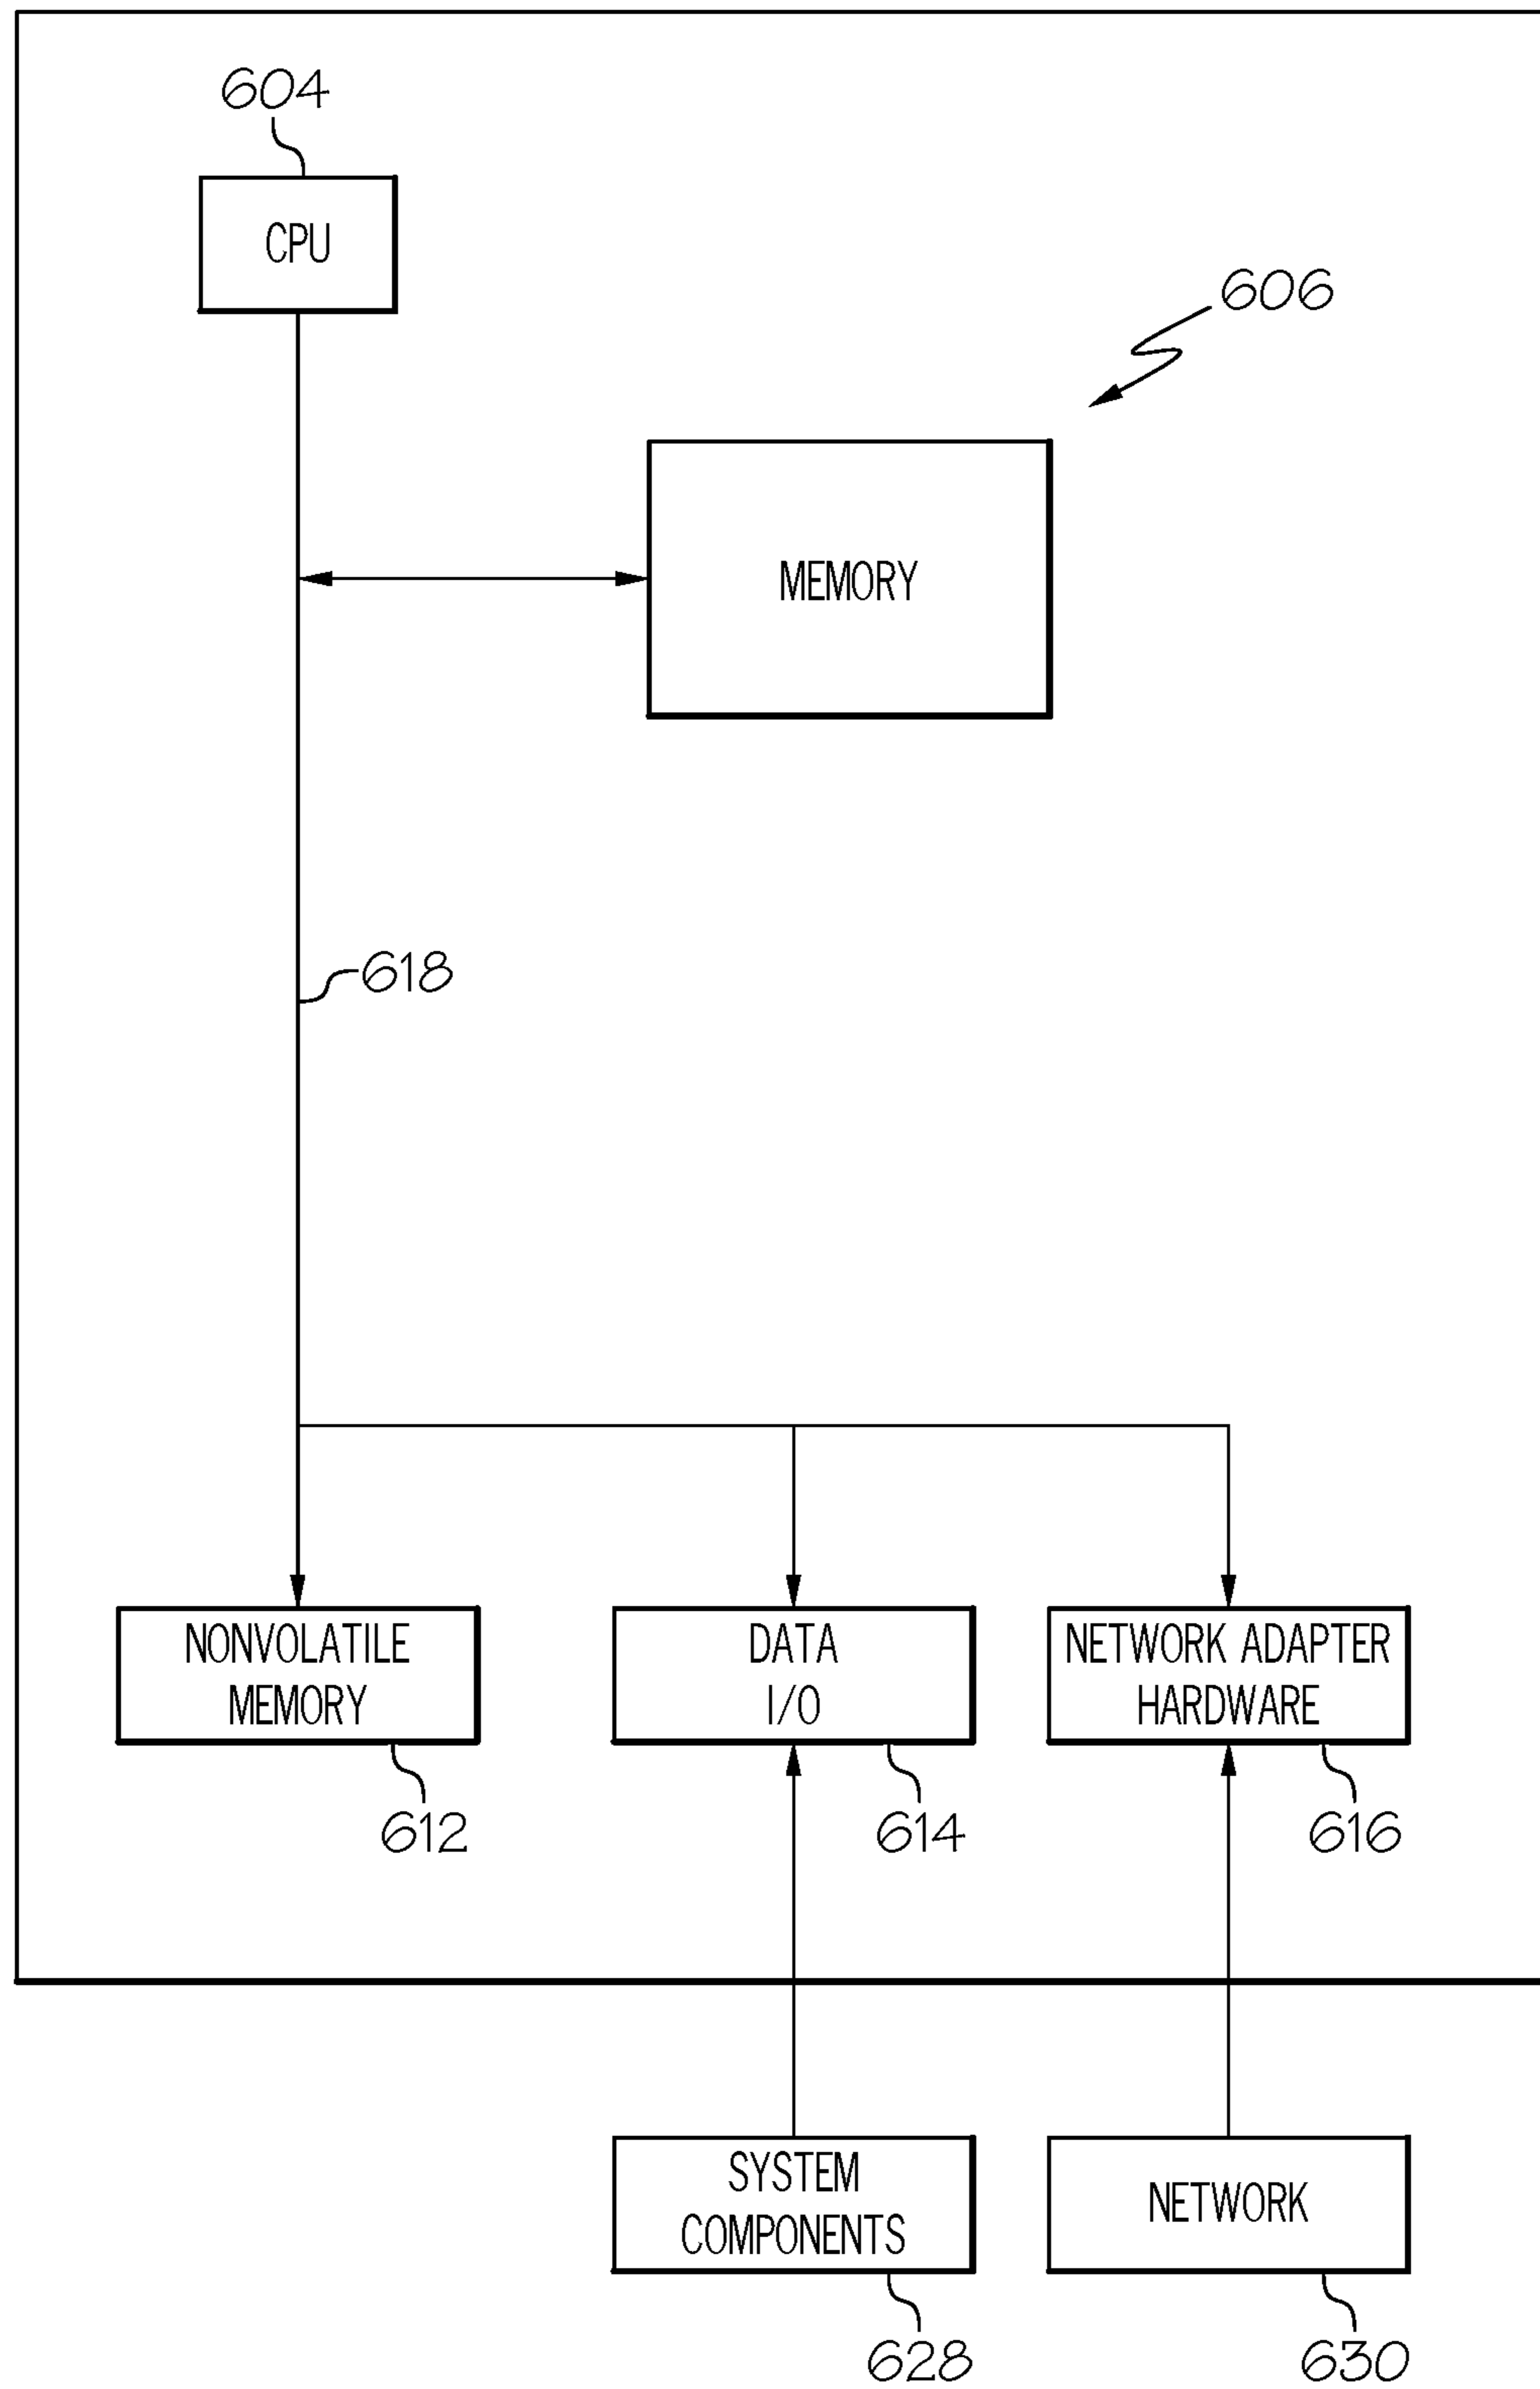 604
CPU
606
MEMORY
618
NONVOLATILE
MEMORY
DATA
I/O
NETWORK ADAPTER
HARDWARE
612
614
616
SYSTEM
COMPONENTS
NETWORK
628
630